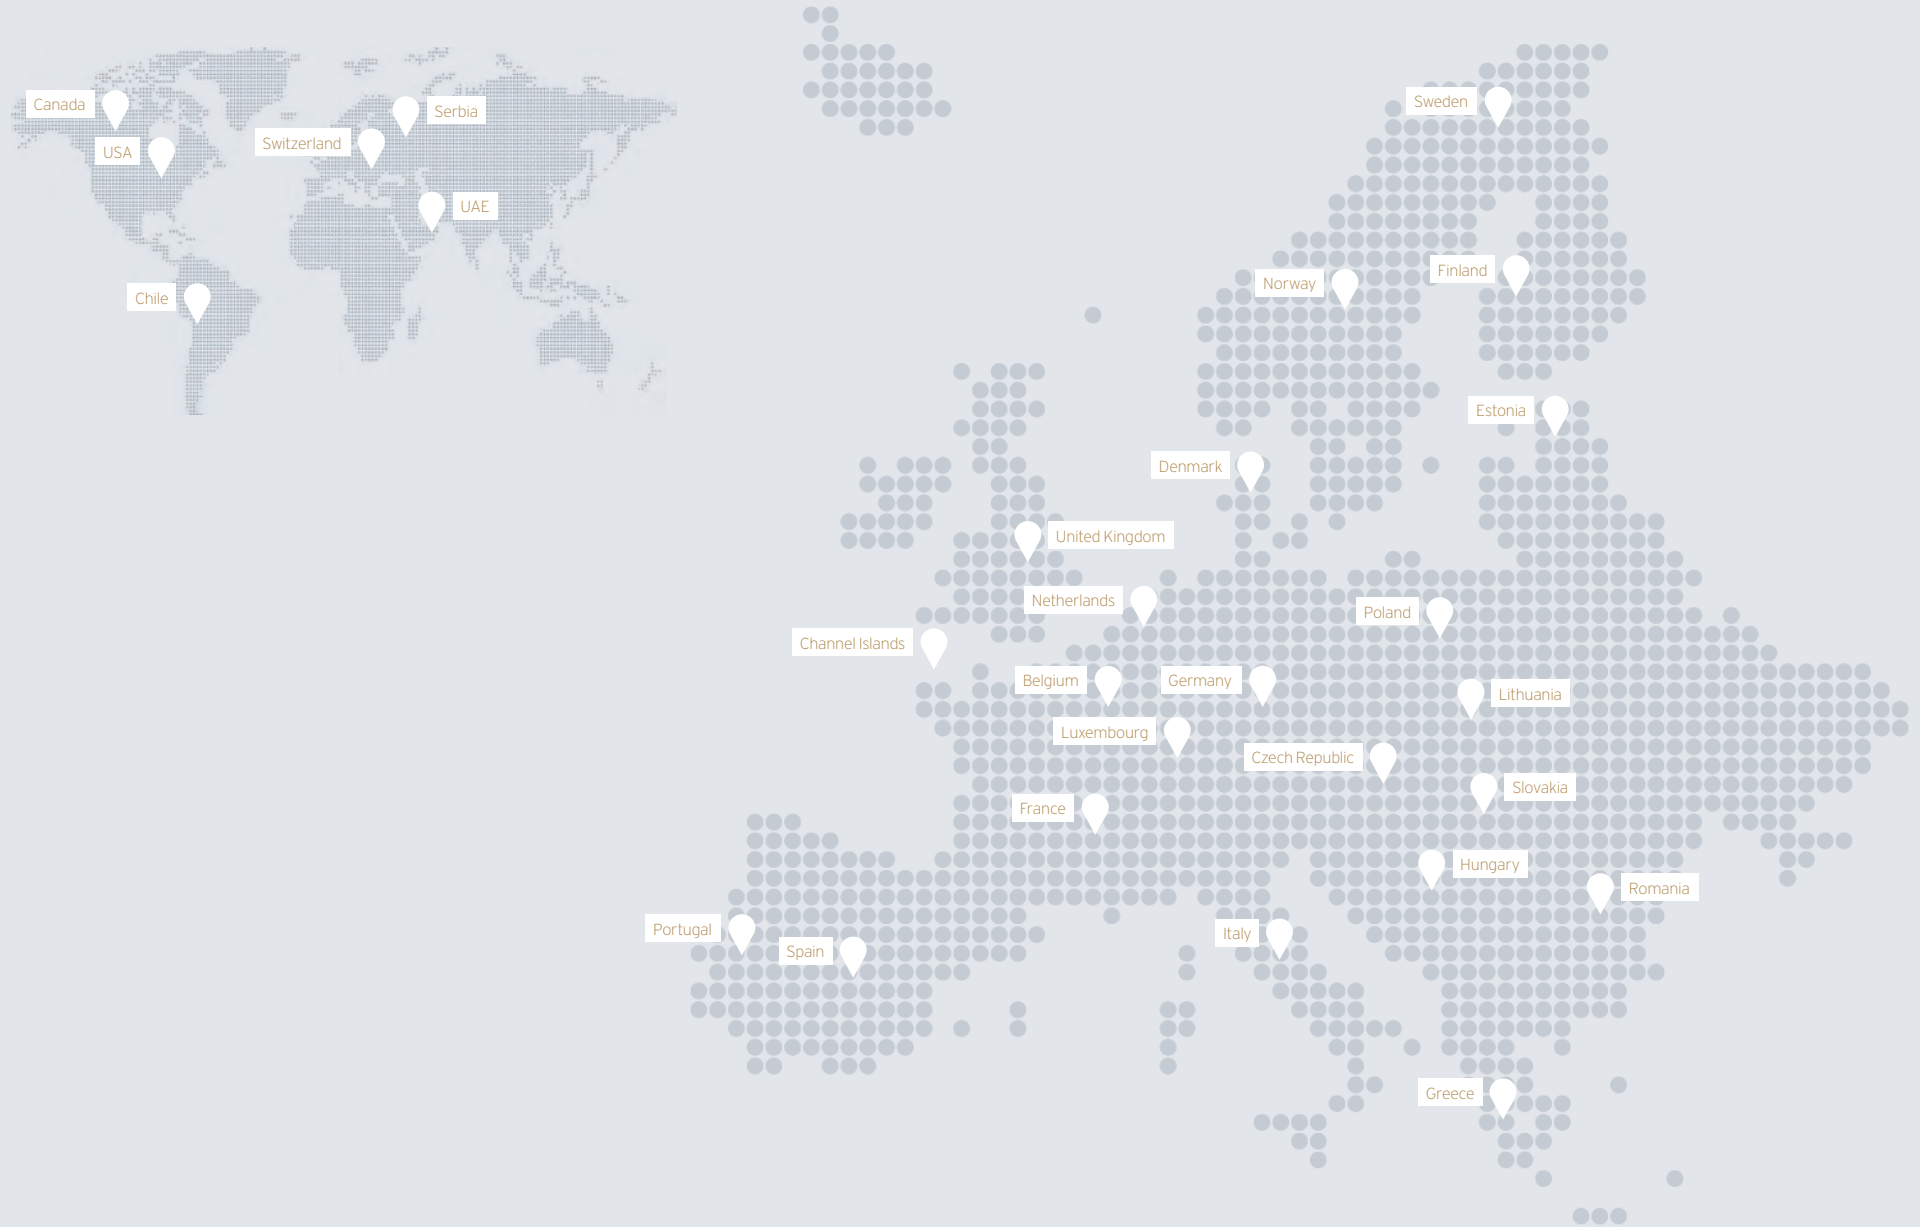 Canada
Serbia
USA
Switzerland
UAE
Chile
Sweden
Finland
Norway
Estonia
Denmark
United Kingdom
Netherlands
Poland
Channel Islands
Belgium
Germany
Lithuania
Luxembourg
Czech Republic
Slovakia
France
Hungary
Romania
Portugal
Italy
Spain
Greece